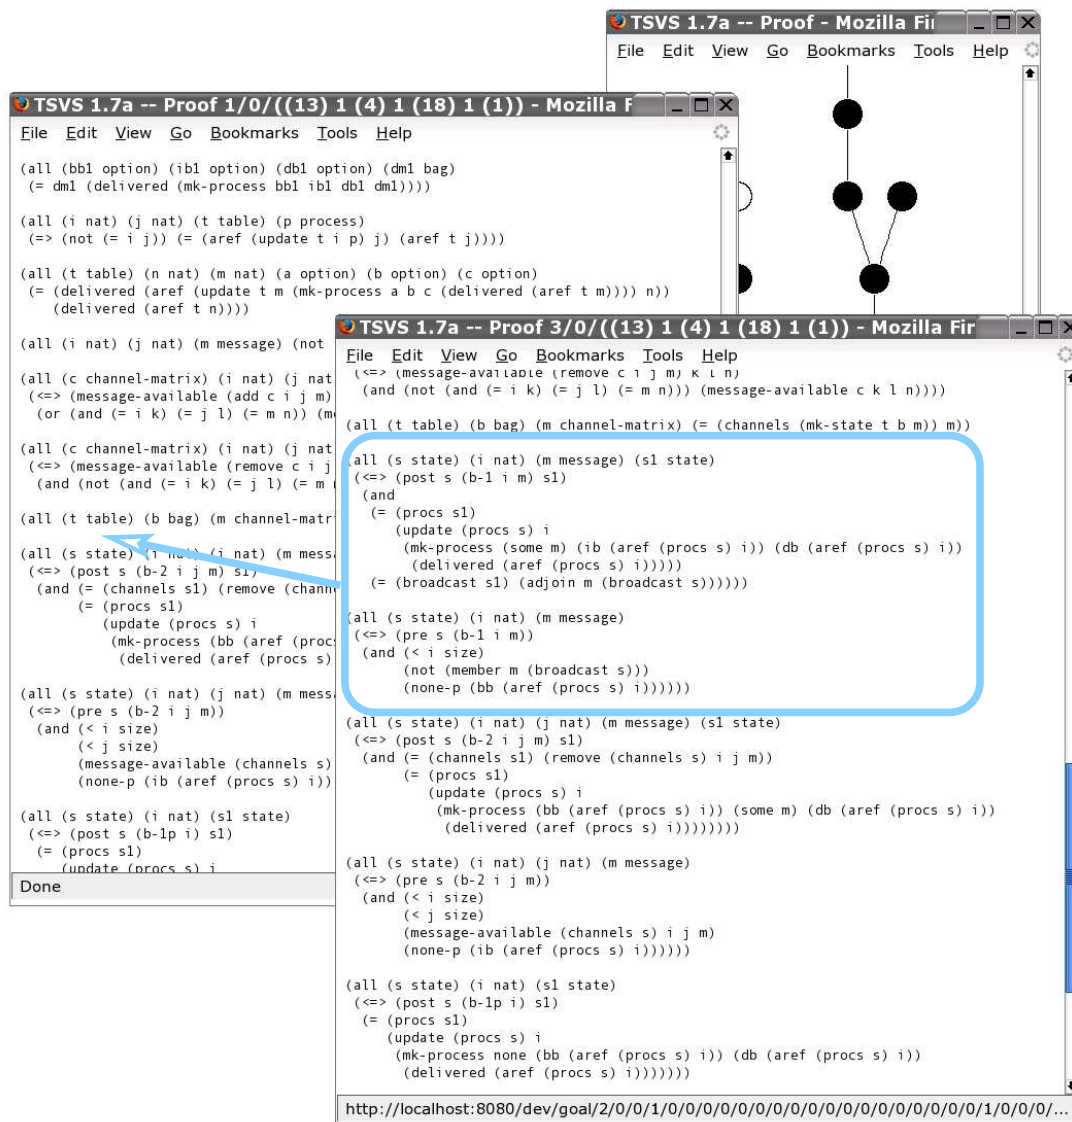 TSVS 1.7a -- Proof - Mozilla Fi
File Edit View Go Bookmarks Tools Help
TSVS 1.7a -- Proof 1/0/((13) 1 (4) 1 (18) 1 (1)) - Mozilla F
File Edit View Go Bookmarks Tools Help
(all (bb1 option) (ib1 option) (db1 option) (dm1 bag)
(= dm1 (delivered (mk-process bb1 ib1 db1 dm1))))
(all (i nat) (j nat) (t table) (p process)
(=> (not (= i j)) (= (aref (update t i p) j) (aref t j))))
(all (t table) (n nat) (m nat) (a option) (b option) (c option)
(= (delivered (aref (update t m (mk-process a b c (delivered (aref t m)))) n))
(delivered (aref t n))))
(all (i nat) (j nat) (m message) (not
(all (c channel-matrix) (i nat) (j nat
(<=> (message-available (add c i j m)
(or (and (= i k) (= j l) (= m n)) (m
(all (c channel-matrix) (i nat) (j nat
(<=> (message-available (remove c i j
(and (not (and (= i k) (= j l) (= m
(all (t table) (b bag) (m channel-matri
(all (s state) (i nat) (j nat) (m messa
(<=> (post s (b-2 i j m) s1)
(and (= (channels s1) (remove (chann
(= (procs s1)
(update (procs s) i
(mk-process (bb (aref (procs
(delivered (aref (procs s)
(all (s state) (i nat) (j nat) (m messa
(<=> (pre s (b-2 i j m))
(and (< i size)
(< j size)
(message-available (channels s)
(none-p (ib (aref (procs s) i))
(all (s state) (i nat) (s1 state)
(<=> (post s (b-1p i) s1)
(= (procs s1)
(update (procs s) i
Done
TSVS 1.7a -- Proof 3/0/((13) 1 (4) 1 (18) 1 (1)) - Mozilla Fir
File Edit View Go Bookmarks Tools Help
(<=> (message-available (remove c i j m) k l n)
(and (not (and (= i k) (= j l) (= m n))) (message-available c k l n))))
(all (t table) (b bag) (m channel-matrix) (= (channels (mk-state t b m)) m))
(all (s state) (i nat) (m message) (s1 state)
(<=> (post s (b-1 i m) s1)
(and
(= (procs s1)
(update (procs s) i
(mk-process (some m) (ib (aref (procs s) i)) (db (aref (procs s) i))
(delivered (aref (procs s) i)))))
(= (broadcast s1) (adjoin m (broadcast s))))))
(all (s state) (i nat) (m message)
(<=> (pre s (b-1 i m))
(and (< i size)
(not (member m (broadcast s)))
(none-p (bb (aref (procs s) i))))))
(all (s state) (i nat) (j nat) (m message) (s1 state)
(<=> (post s (b-2 i j m) s1)
(and (= (channels s1) (remove (channels s) i j m))
(= (procs s1)
(update (procs s) i
(mk-process (bb (aref (procs s) i)) (some m) (db (aref (procs s) i))
(delivered (aref (procs s) i))))))))
(all (s state) (i nat) (j nat) (m message)
(<=> (pre s (b-2 i j m))
(and (< i size)
(< j size)
(message-available (channels s) i j m)
(none-p (ib (aref (procs s) i))))))
(all (s state) (i nat) (s1 state)
(<=> (post s (b-1p i) s1)
(= (procs s1)
(update (procs s) i
(mk-process none (bb (aref (procs s) i)) (db (aref (procs s) i))
(delivered (aref (procs s) i)))))))
http://localhost:8080/dev/goal/2/0/0/1/0/0/0/0/0/0/0/0/0/0/0/0/0/0/0/0/0/0/1/0/0/0/...